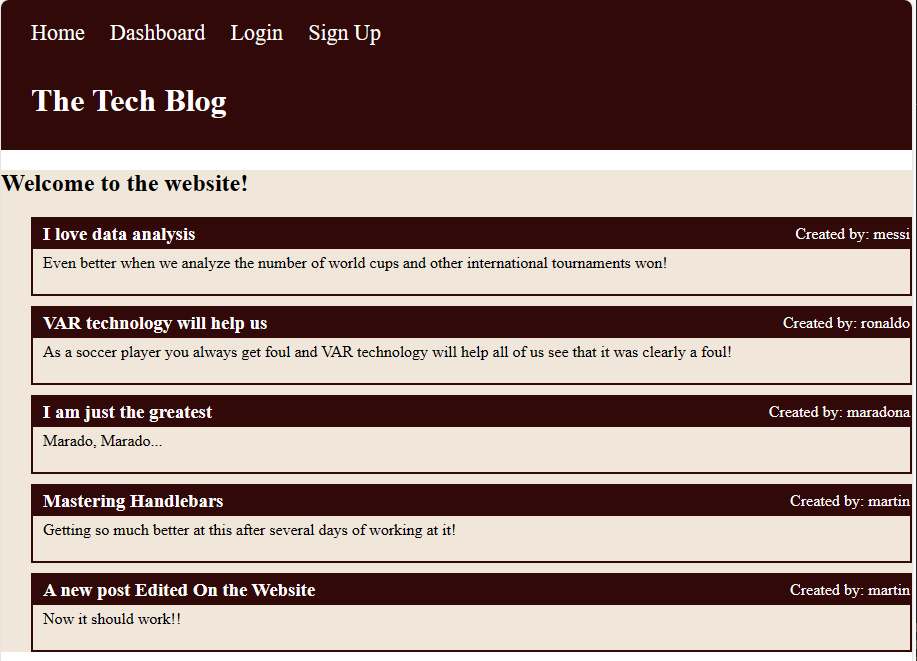 Home Dashboard Login Sign Up
The Tech Blog
Welcome to the website!
I love data analysis Created by: messi
Even better when we analyze the number of world cups and other international tournaments won!
VAR technology will help us Created by: ronaldo
As a soccer player you always get foul and VAR technology will help all of us see that it was clearly a foul!
I am just the greatest Created by: maradona
Marado, Marado...
Mastering Handlebars Created by: martin
Getting so much better at this after several days of working at it!
A new post Edited On the Website Created by: martin
Now it should work!!